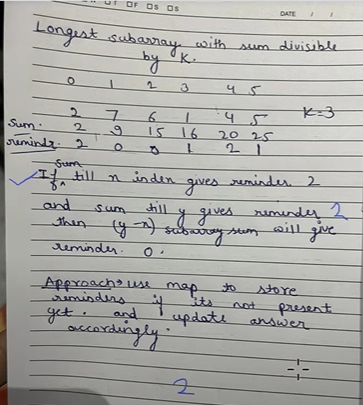 DATE / /
Longest subarray with sum divisible
by K.
0 1 2 3 4 5
2 7 6 1 4 5 K=3
sum. 2 9 15 16 20 25
remindr. 2 0 0 1 2 1
If sum till x index gives reminder 2
and sum till y gives reminder 2
then (y-x) subarray sum will give
reminder 0.
Approach → use map to store
reminders if its not present
yet. and update answer
accordingly.
2